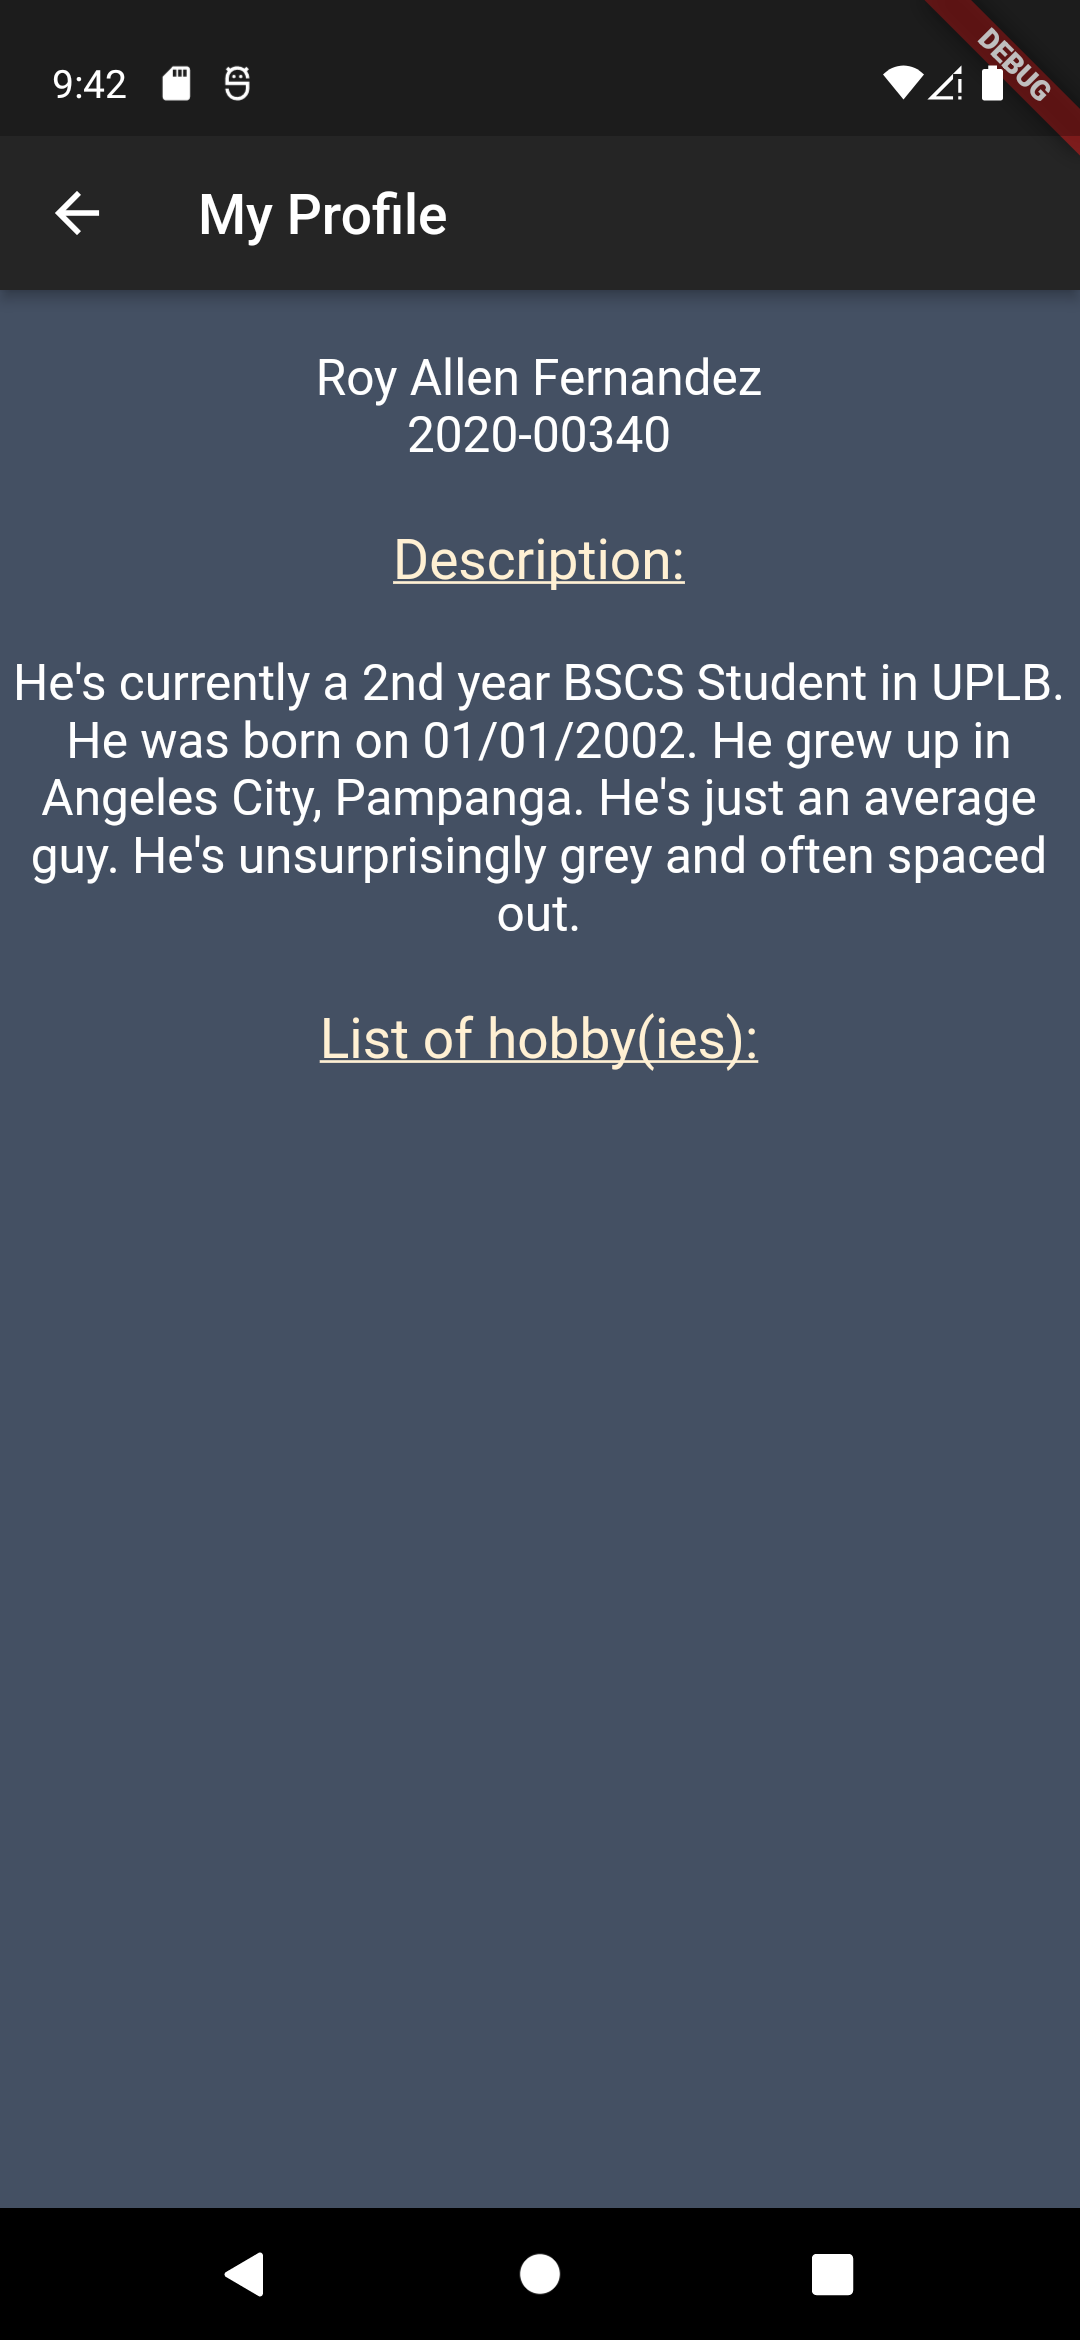 9:42
DEBUG
My Profile
Roy Allen Fernandez
2020-00340
Description:
He's currently a 2nd year BSCS Student in UPLB.
He was born on 01/01/2002. He grew up in
Angeles City, Pampanga. He's just an average
guy. He's unsurprisingly grey and often spaced
out.
List of hobby(ies):